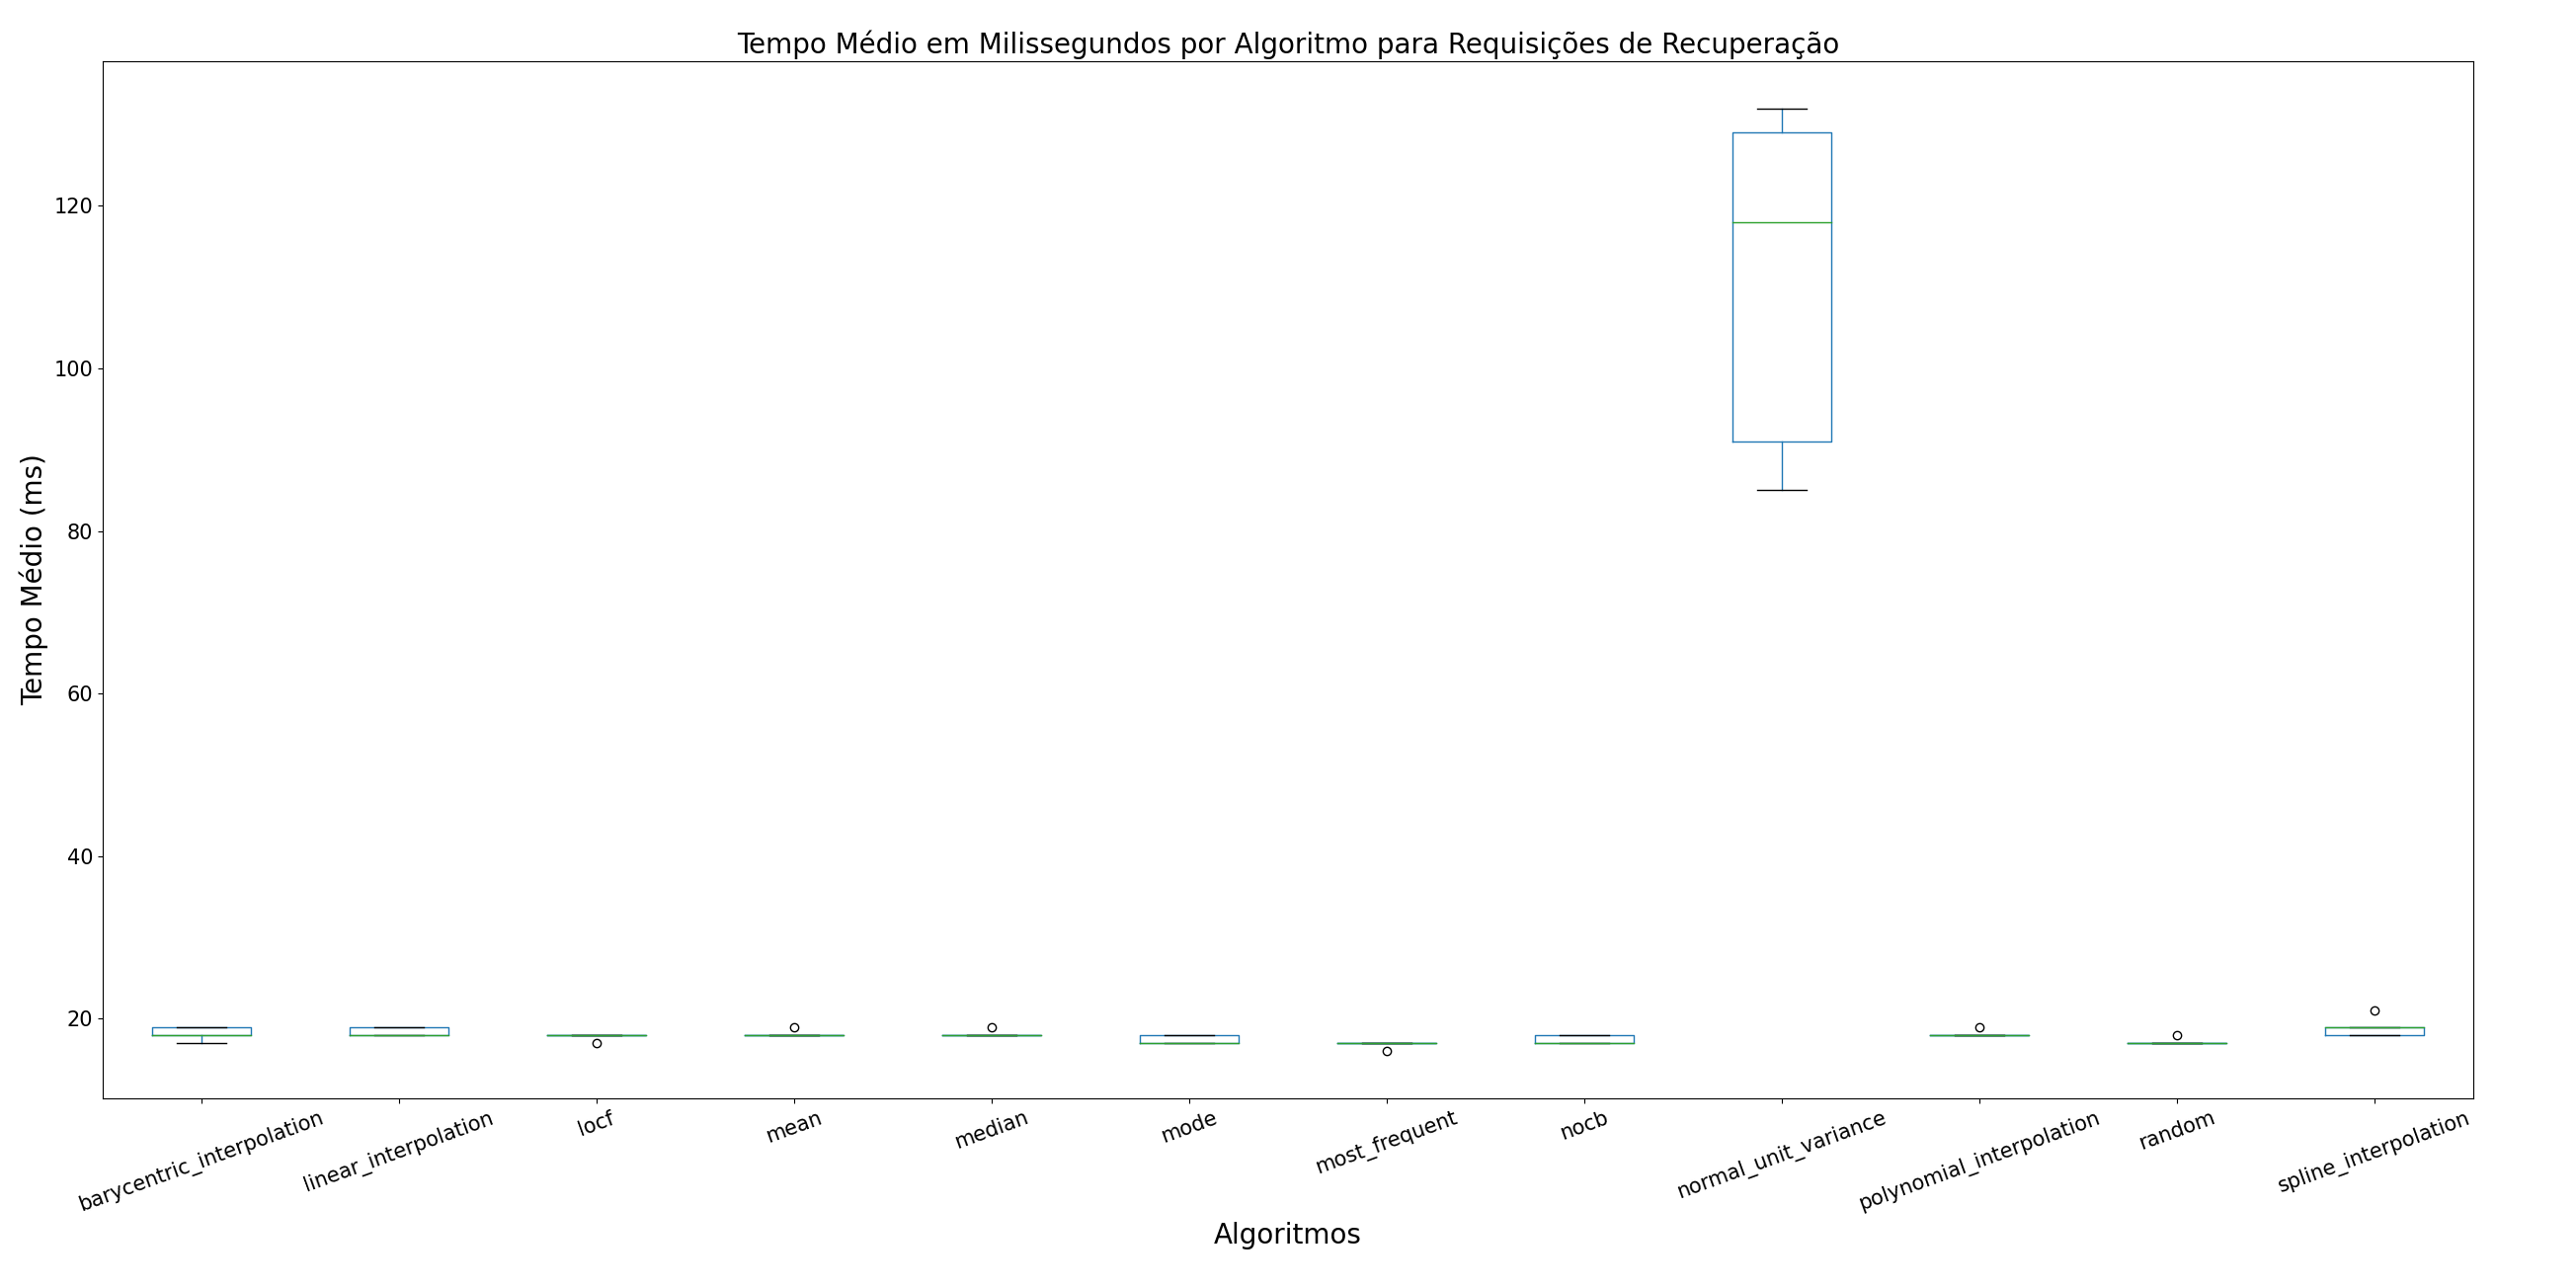 Tempo Médio em Milissegundos por Algoritmo para Requisições de Recuperação
Tempo Médio (ms)
120
100
80
60
40
20
barycentric_interpolation
linear_interpolation
locf
mean
median
mode
most_frequent
nocb
normal_unit_variance
polynomial_interpolation
random
spline_interpolation
Algoritmos